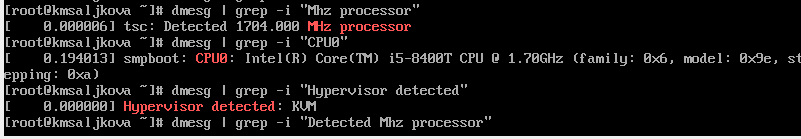 [root@kmsaljkova ~]# dmesg | grep -i "Mhz processor"
[    0.000006] tsc: Detected 1704.000 MHz processor
[root@kmsaljkova ~]# dmesg | grep -i "CPU0"
[    0.194013] smpboot: CPU0: Intel(R) Core(TM) i5-8400T CPU @ 1.70GHz (family: 0x6, model: 0x9e, st
epping: 0xa)
[root@kmsaljkova ~]# dmesg | grep -i "Hypervisor detected"
[    0.000000] Hypervisor detected: KVM
[root@kmsaljkova ~]# dmesg | grep -i "Detected Mhz processor"